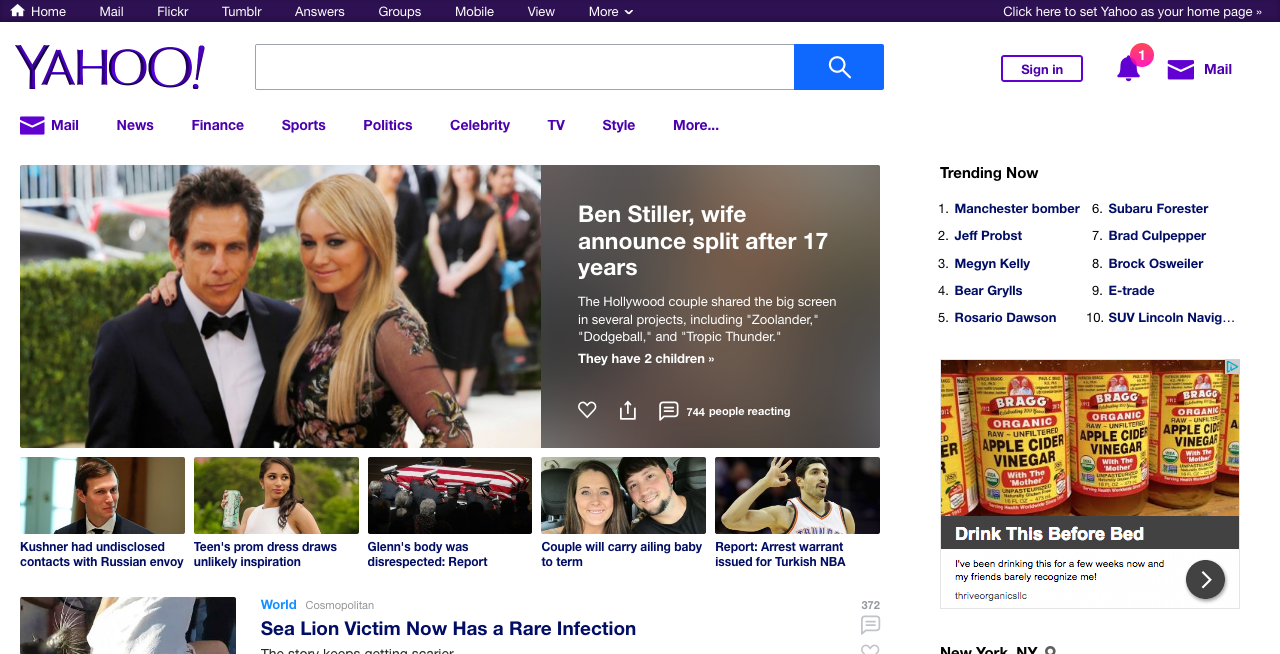 Home Mail Flickr Tumblr Answers Groups Mobile View More Click here to set Yahoo as your home page »
YAHOO!
Sign in
1
Mail
Mail News Finance Sports Politics Celebrity TV Style More...
Ben Stiller, wife
announce split after 17
years
The Hollywood couple shared the big screen
in several projects, including "Zoolander,"
"Dodgeball," and "Tropic Thunder."
They have 2 children »
744 people reacting
Kushner had undisclosed
contacts with Russian envoy
Teen's prom dress draws
unlikely inspiration
Glenn's body was
disrespected: Report
Couple will carry ailing baby
to term
Report: Arrest warrant
issued for Turkish NBA
World Cosmopolitan
372
Sea Lion Victim Now Has a Rare Infection
The story keeps getting scarier.
Trending Now
1. Manchester bomber
2. Jeff Probst
3. Megyn Kelly
4. Bear Grylls
5. Rosario Dawson
6. Subaru Forester
7. Brad Culpepper
8. Brock Osweiler
9. E-trade
10. SUV Lincoln Navig…
BRAGG
ORGANIC
RAW - UNFILTERED
APPLE CIDER
VINEGAR
With The
'Mother'
Drink This Before Bed
I've been drinking this for a few weeks now and
my friends barely recognize me!
thriveorganicsllc
New York, NY